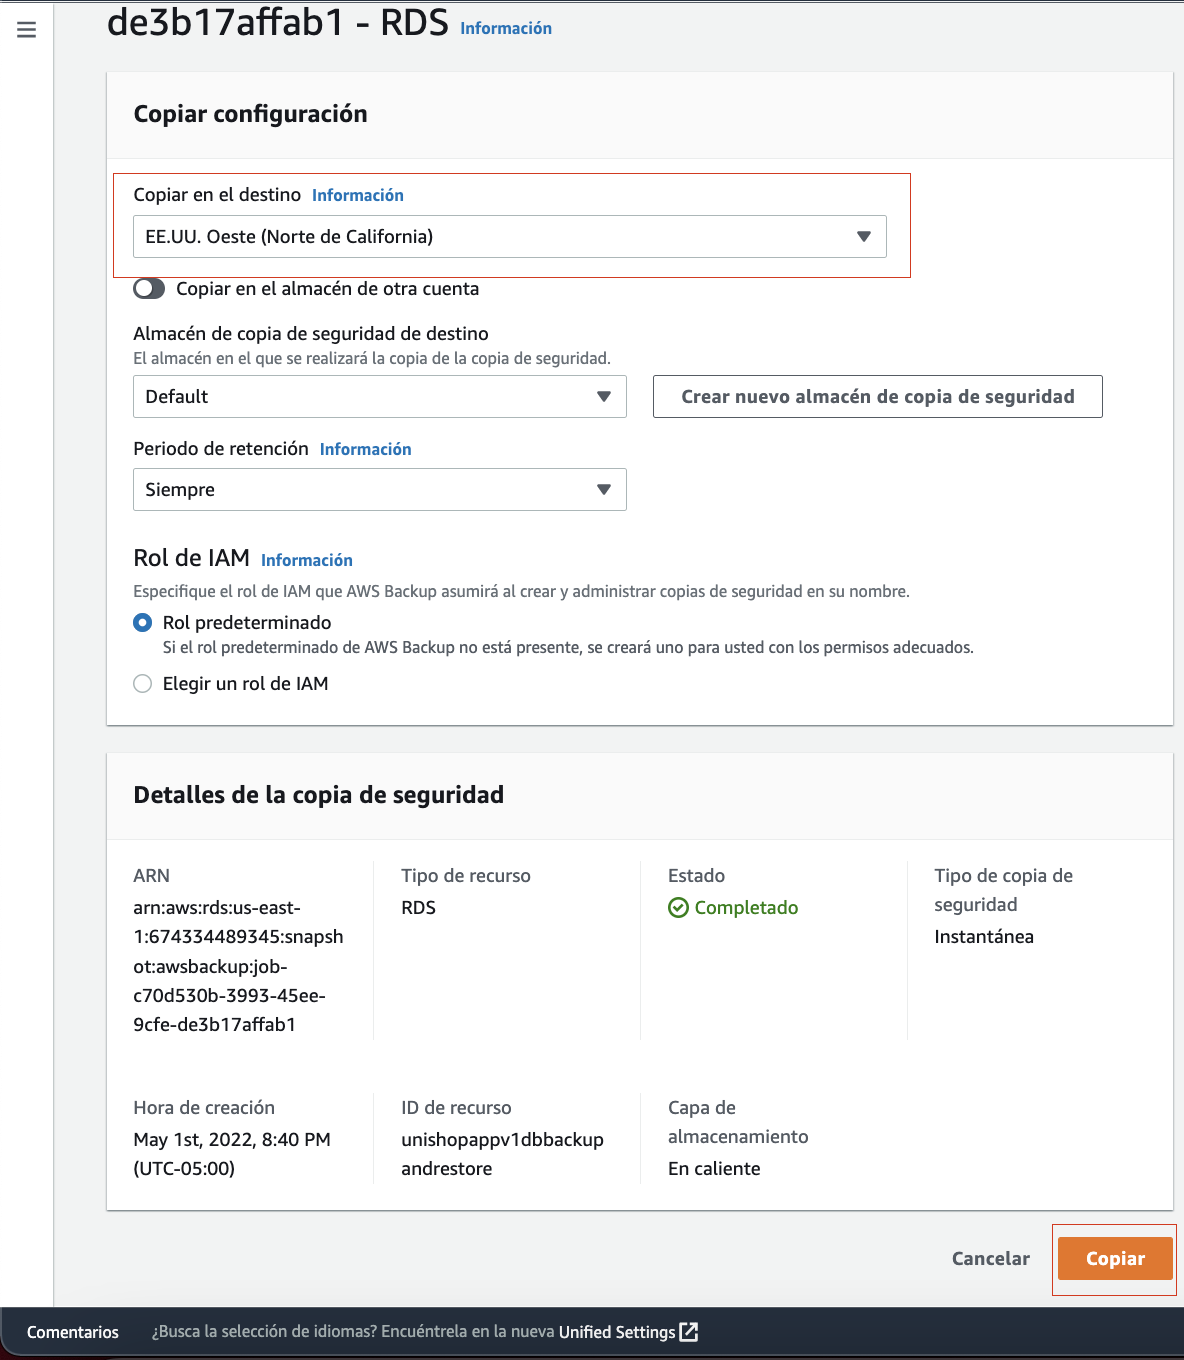 de3b17affab1 - RDS Información
Copiar configuración
Copiar en el destino Información
EE.UU. Oeste (Norte de California)
Copiar en el almacén de otra cuenta
Almacén de copia de seguridad de destino
El almacén en el que se realizará la copia de la copia de seguridad.
Default
Crear nuevo almacén de copia de seguridad
Periodo de retención Información
Siempre
Rol de IAM Información
Especifique el rol de IAM que AWS Backup asumirá al crear y administrar copias de seguridad en su nombre.
Rol predeterminado
Si el rol predeterminado de AWS Backup no está presente, se creará uno para usted con los permisos adecuados.
Elegir un rol de IAM
Detalles de la copia de seguridad
ARN
arn:aws:rds:us-east-
1:674334489345:snapsh
ot:awsbackup:job-
c70d530b-3993-45ee-
9cfe-de3b17affab1
Tipo de recurso
RDS
Estado
Completado
Tipo de copia de
seguridad
Instantánea
Hora de creación
May 1st, 2022, 8:40 PM
(UTC-05:00)
ID de recurso
unishopappv1dbbackup
andrestore
Capa de
almacenamiento
En caliente
Cancelar
Copiar
Comentarios
¿Busca la selección de idiomas? Encuéntrela en la nueva Unified Settings